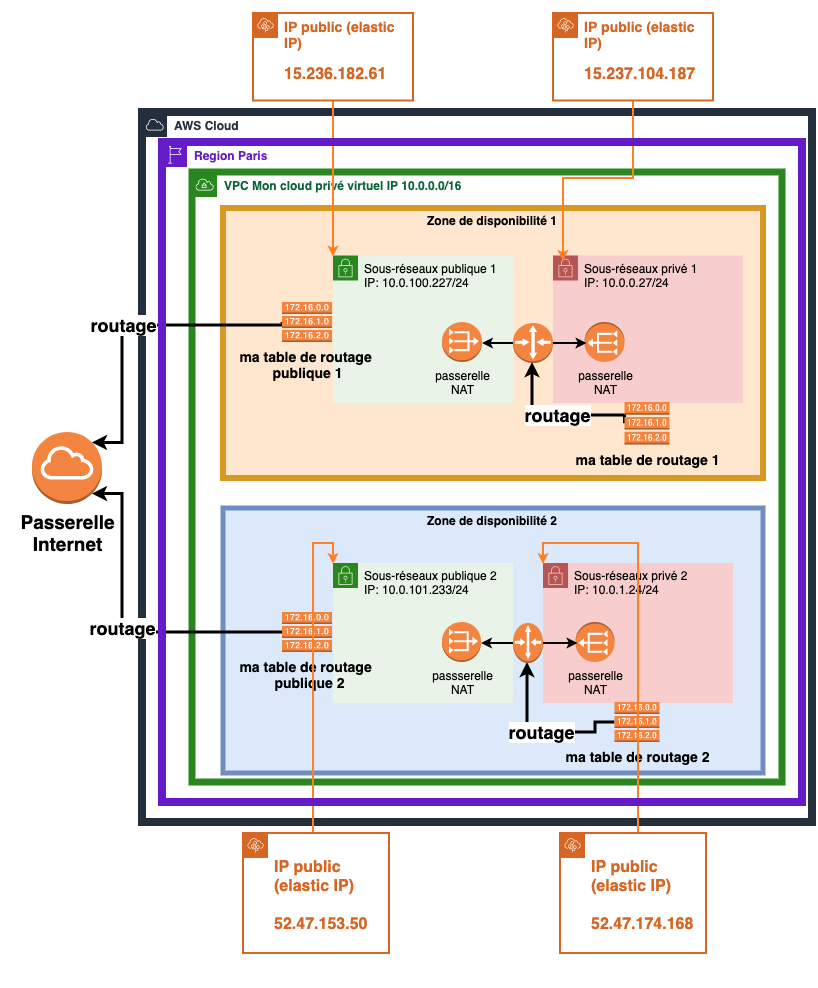 IP public (elastic
IP)
15.236.182.61
IP public (elastic
IP)
15.237.104.187
AWS Cloud
Region Paris
VPC Mon cloud privé virtuel IP 10.0.0.0/16
Zone de disponibilité 1
Sous-réseaux publique 1
IP: 10.0.100.227/24
Sous-réseaux privé 1
IP: 10.0.0.27/24
172.16.0.0
172.16.1.0
172.16.2.0
routage
ma table de routage
publique 1
passerelle
NAT
passerelle
NAT
routage
172.16.0.0
172.16.1.0
172.16.2.0
ma table de routage 1
Passerelle
Internet
Zone de disponibilité 2
Sous-réseaux publique 2
IP: 10.0.101.233/24
Sous-réseaux privé 2
IP: 10.0.1.24/24
172.16.0.0
172.16.1.0
172.16.2.0
routage
ma table de routage
publique 2
passserelle
NAT
passerelle
NAT
routage
172.16.0.0
172.16.1.0
172.16.2.0
ma table de routage 2
IP public
(elastic IP)
52.47.153.50
IP public
(elastic IP)
52.47.174.168